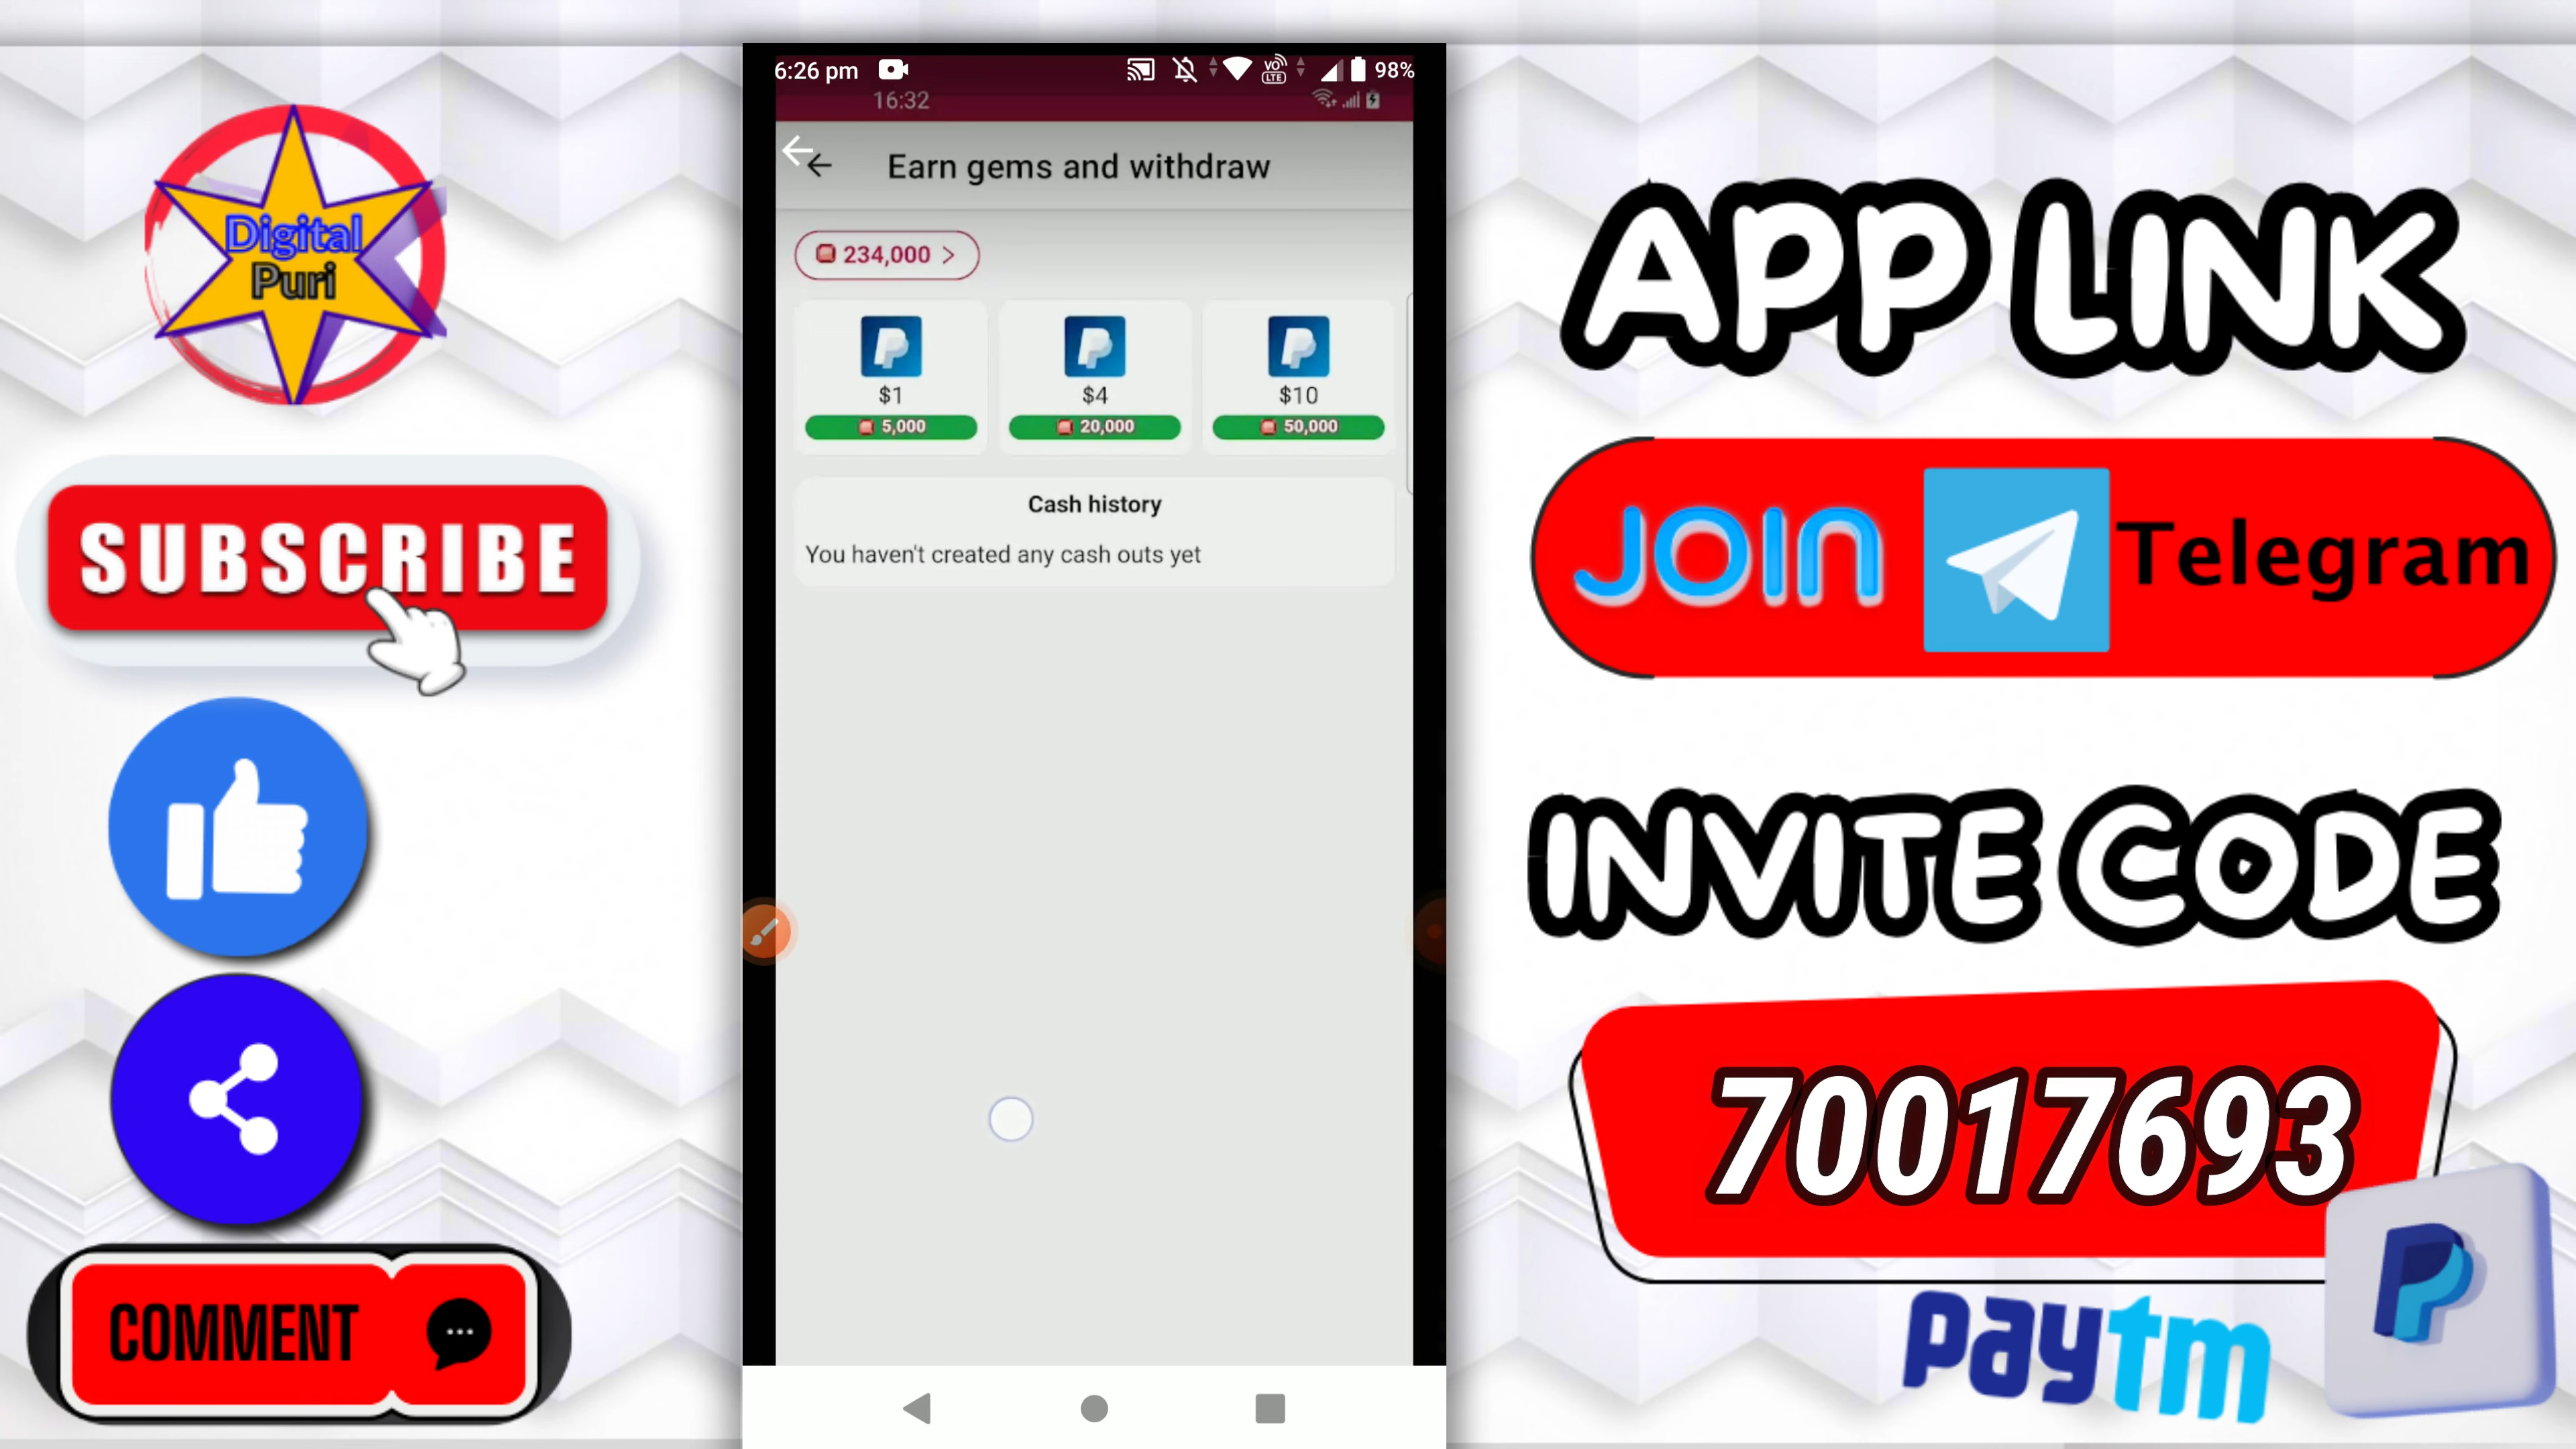 Digital
Puri
SUBSCRIBE
COMMENT
6:26 pm
VO
LTE
98%
16:32
Earn gems and withdraw
234,000 >
$1
$4
$10
5,000
20,000
50,000
Cash history
You haven't created any cash outs yet
APP LINK
JOIN Telegram
INVITE CODE
70017693
paytm